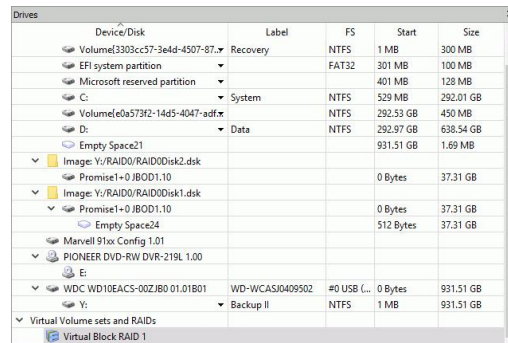 Drives
Device/Disk Label FS Start Size
Volume{3303cc57-3e4d-4507-87.. Recovery NTFS 1 MB 300 MB
EFI system partition FAT32 301 MB 100 MB
Microsoft reserved partition 401 MB 128 MB
C: System NTFS 529 MB 292.01 GB
Volume{e0a573f2-14d5-4047-adf.. NTFS 292.53 GB 450 MB
D: Data NTFS 292.97 GB 638.54 GB
Empty Space21 931.51 GB 1.69 MB
Image: Y:/RAID0/RAID0Disk2.dsk
Promise1+0 JBOD1.10 0 Bytes 37.31 GB
Image: Y:/RAID0/RAID0Disk1.dsk
Promise1+0 JBOD1.10 0 Bytes 37.31 GB
Empty Space24 512 Bytes 37.31 GB
Marvell 91xx Config 1.01
PIONEER DVD-RW DVR-219L 1.00
E:
WDC WD10EACS-00ZJB0 01.01B01 WD-WCASJ0409502 #0 USB (... 0 Bytes 931.51 GB
Y: Backup II NTFS 1 MB 931.51 GB
Virtual Volume sets and RAIDs
Virtual Block RAID 1